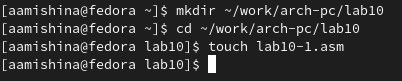 [aamishina@fedora ~]$ mkdir ~/work/arch-pc/lab10
[aamishina@fedora ~]$ cd ~/work/arch-pc/lab10
[aamishina@fedora lab10]$ touch lab10-1.asm
[aamishina@fedora lab10]$